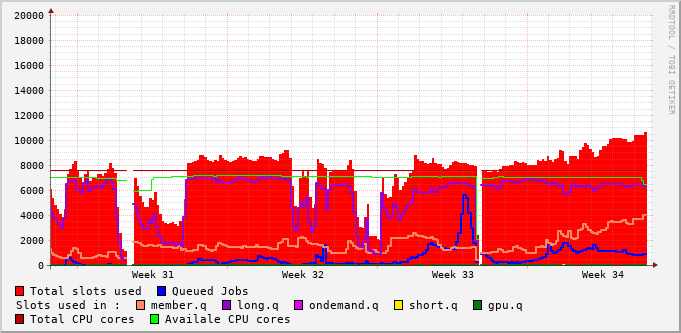 RRDTOOL / TOBI OETIKER
20000
18000
16000
14000
12000
10000
8000
6000
4000
2000
0
Week 31 Week 32 Week 33 Week 34
Total slots used Queued Jobs
Slots used in : member.q long.q ondemand.q short.q gpu.q
Total CPU cores Availale CPU cores